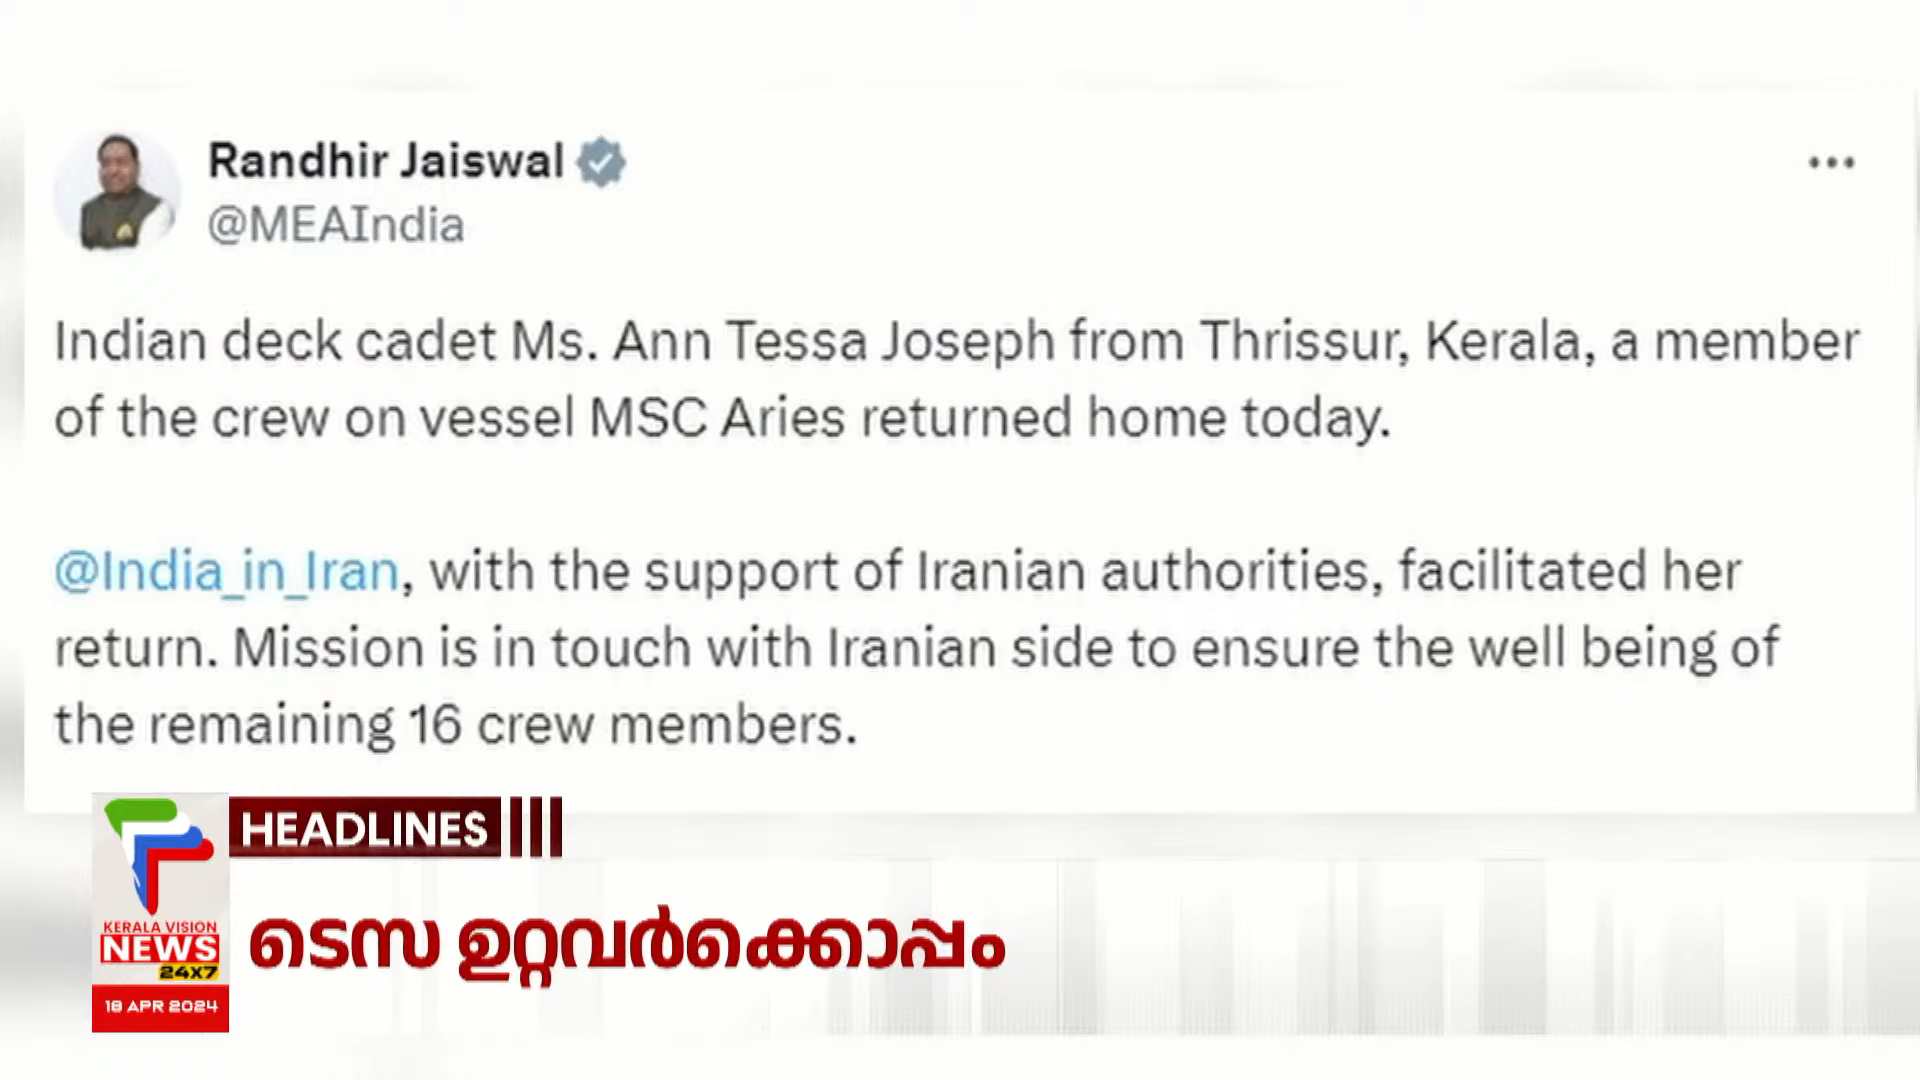 Randhir Jaiswal
@MEAIndia
Indian deck cadet Ms. Ann Tessa Joseph from Thrissur, Kerala, a member
of the crew on vessel MSC Aries returned home today.
@India_in_Iran, with the support of Iranian authorities, facilitated her
return. Mission is in touch with Iranian side to ensure the well being of
the remaining 16 crew members.
HEADLINES
ടെസ ഉറ്റവർക്കൊപ്പം
KERALA VISION
NEWS
24X7
18 APR 2024